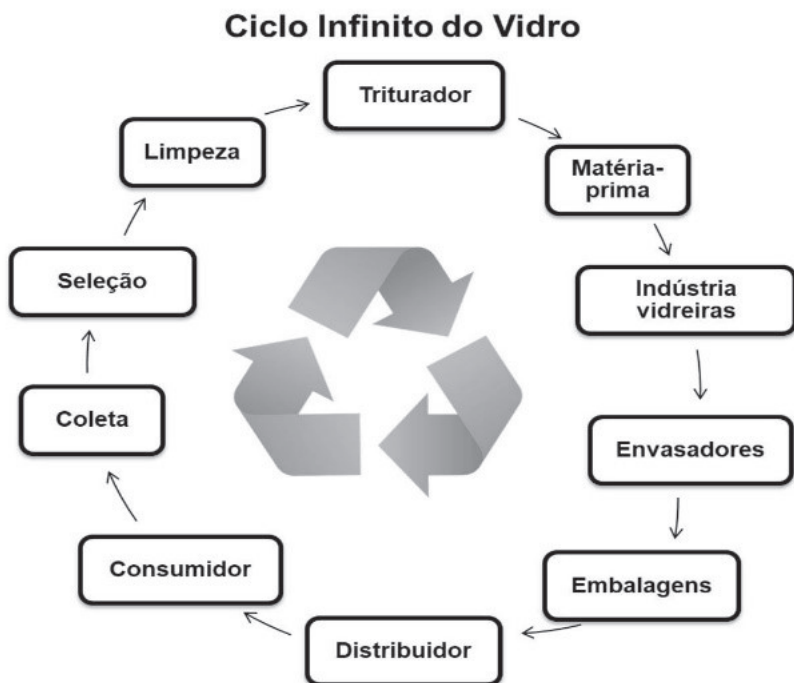 Ciclo Infinito do Vidro
Triturador
Matéria-
prima
Indústria
vidreiras
Envasadores
Embalagens
Distribuidor
Consumidor
Coleta
Seleção
Limpeza